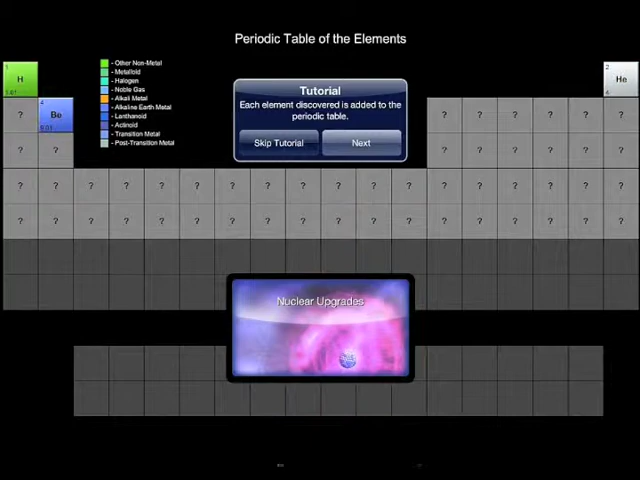 Periodic Table of the Elements
1
H
2
He
- Other Non-Metal
- Metalloid
- Halogen
- Noble Gas
- Alkali Metal
- Alkaline Earth Metal
- Lanthanoid
- Actinoid
- Transition Metal
- Post-Transition Metal
Tutorial
Each element discovered is added to the
periodic table.
Skip Tutorial Next
? 4 ? ? ? ? ?
Be
? ? ? ? ? ? ? ?
? ? ? ? ? ? ? ? ? ? ? ? ? ? ? ? ? ?
? ? ? ? ? ? ? ? ? ? ? ? ? ? ? ? ? ?
Nuclear Upgrades